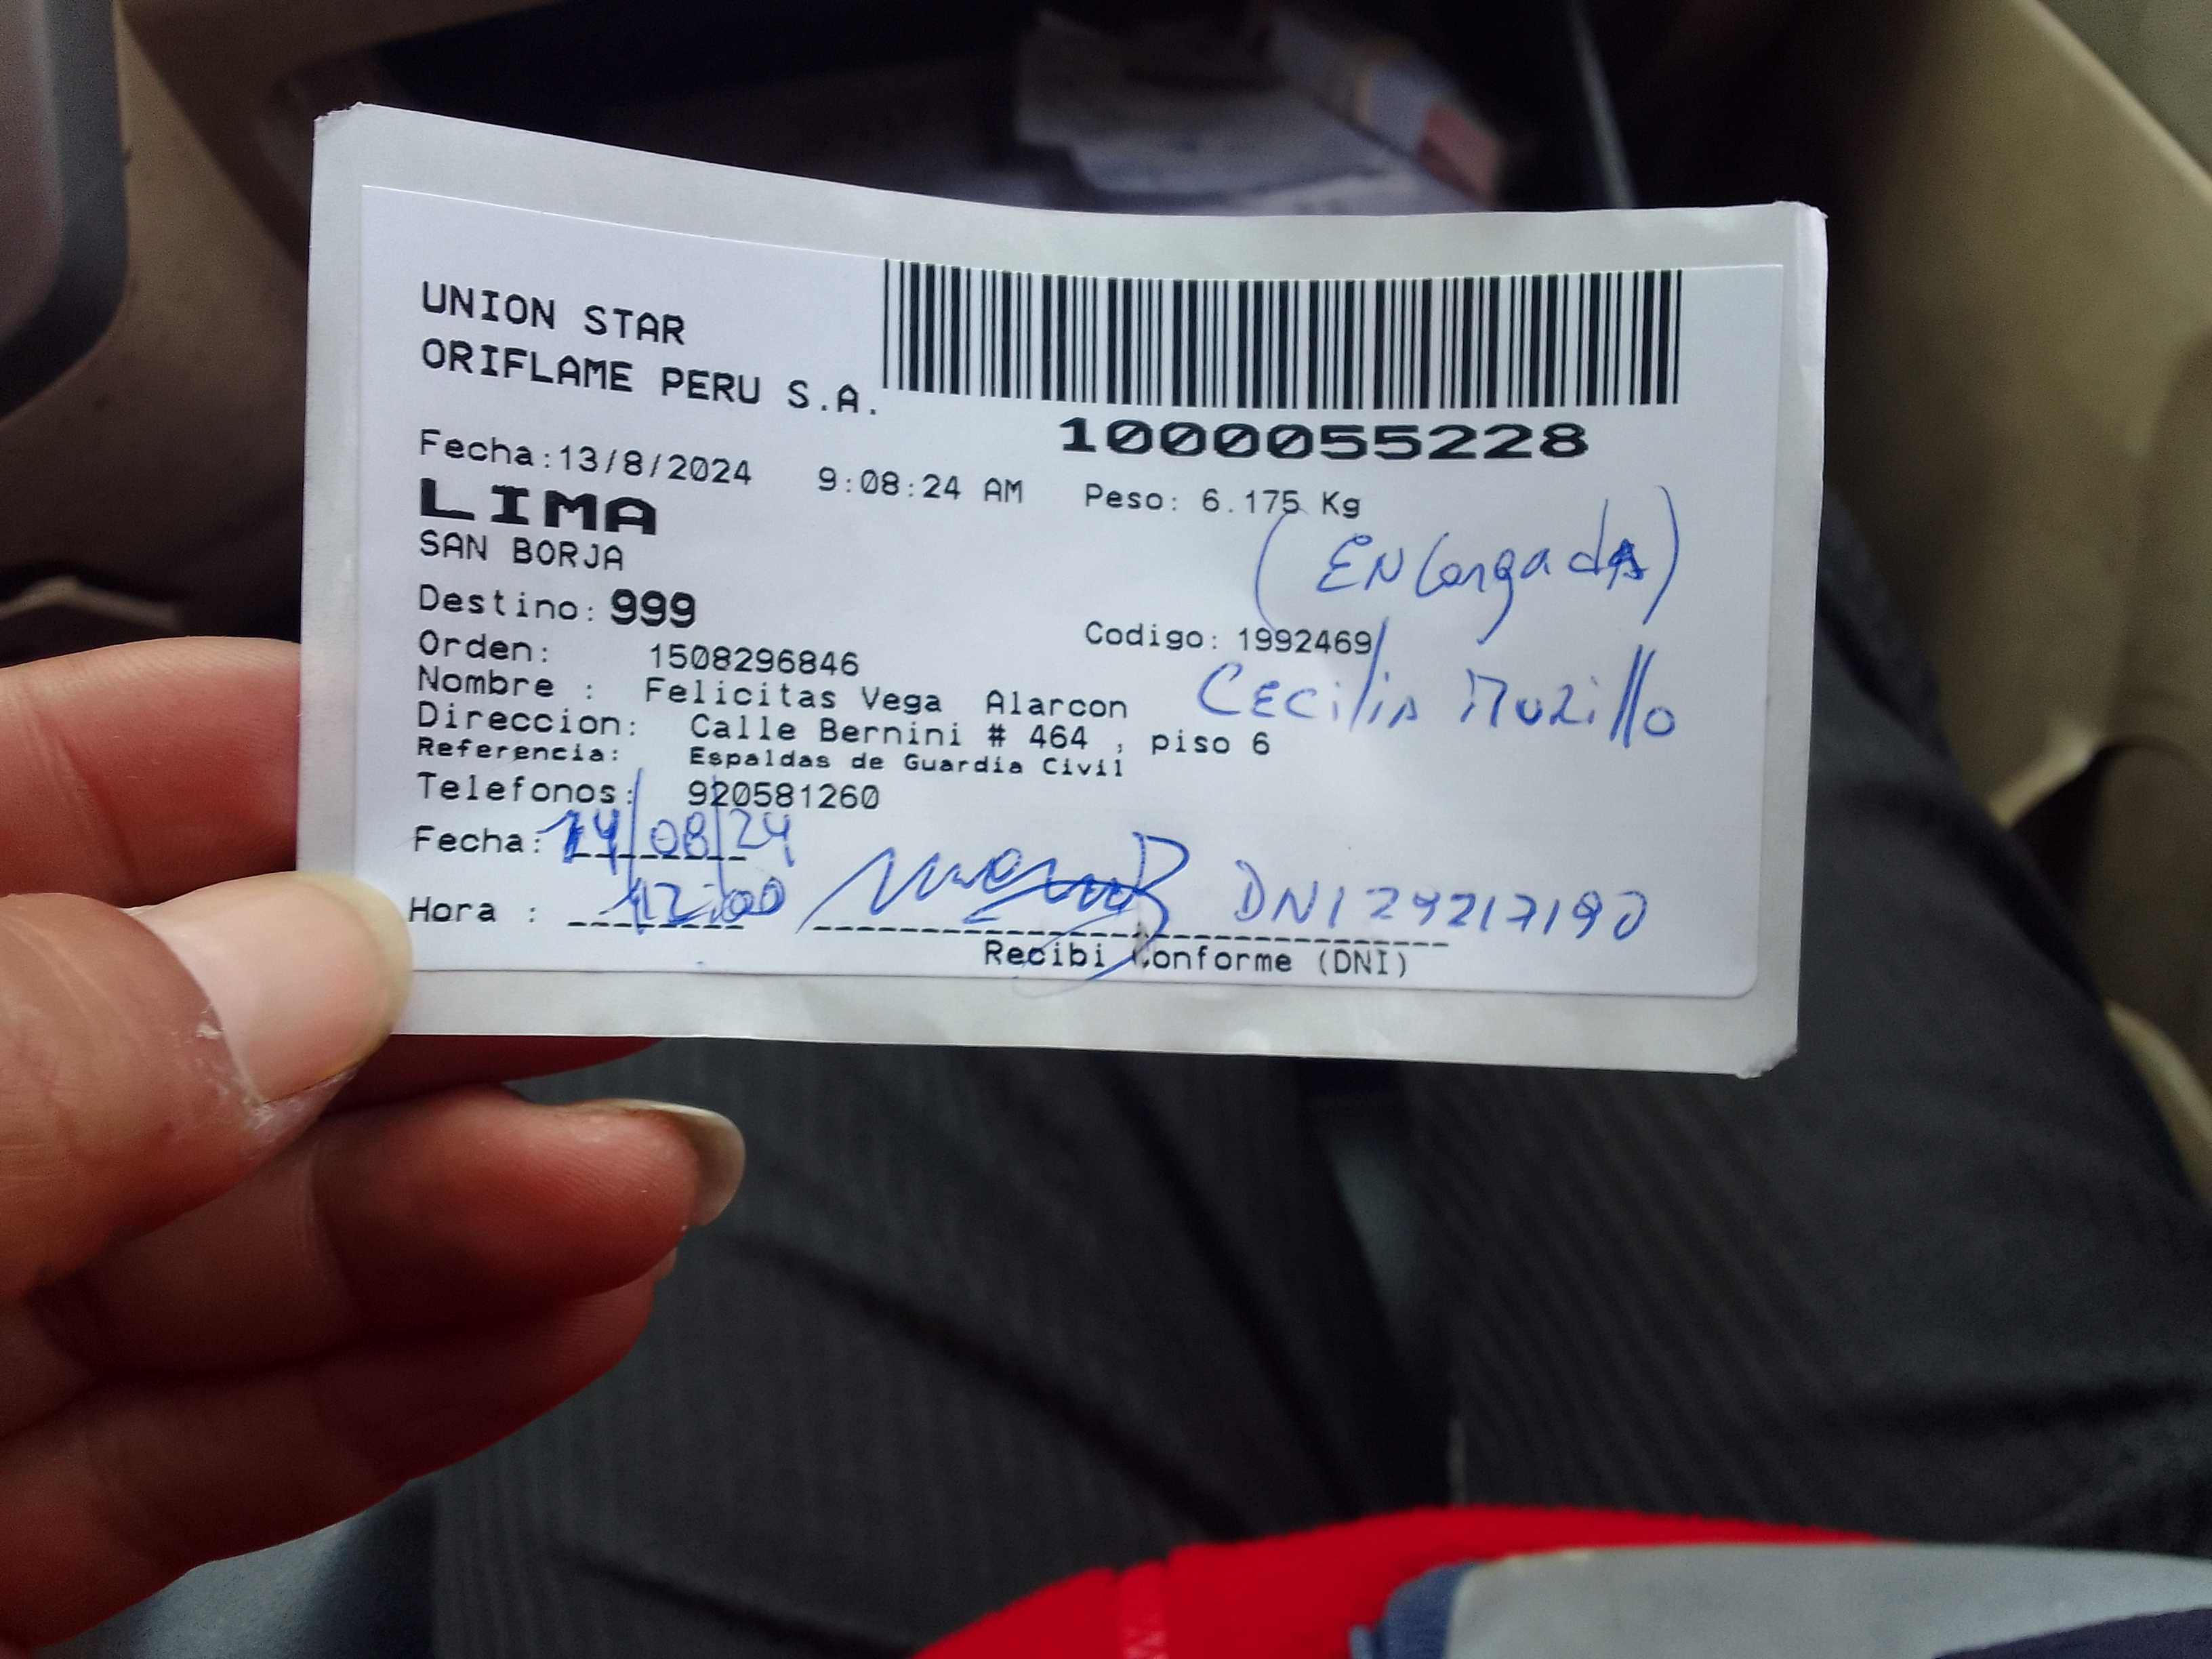 UNION STAR
ORIFLAME PERU S.A.
1000055228
Fecha:13/8/2024 9:08:24 AM Peso: 6.175 Kg
LIMA
SAN BORJA
(ENCargadA)
Destino: 999
Codigo: 1992469
Orden: 1508296846
Nombre : Felicitas Vega Alarcon
CECiliA MuRillo
Direccion: Calle Bernini # 464 , piso 6
Referencia: Espaldas de Guardia Civil
Telefonos: 920581260
Fecha: 14/08/24
Hora : 12:00 DNI 29217190
Recibi Conforme (DNI)